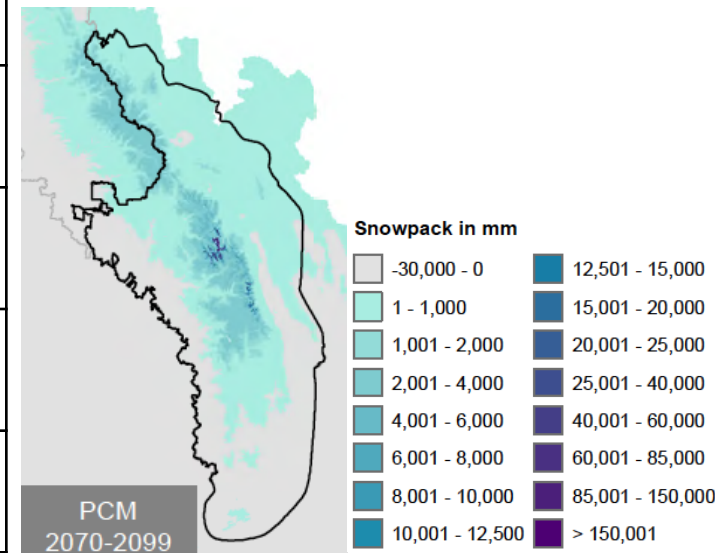 Snowpack in mm
-30,000 - 0
1 - 1,000
1,001 - 2,000
2,001 - 4,000
4,001 - 6,000
6,001 - 8,000
8,001 - 10,000
10,001 - 12,500
12,501 - 15,000
15,001 - 20,000
20,001 - 25,000
25,001 - 40,000
40,001 - 60,000
60,001 - 85,000
85,001 - 150,000
> 150,001
PCM
2070-2099